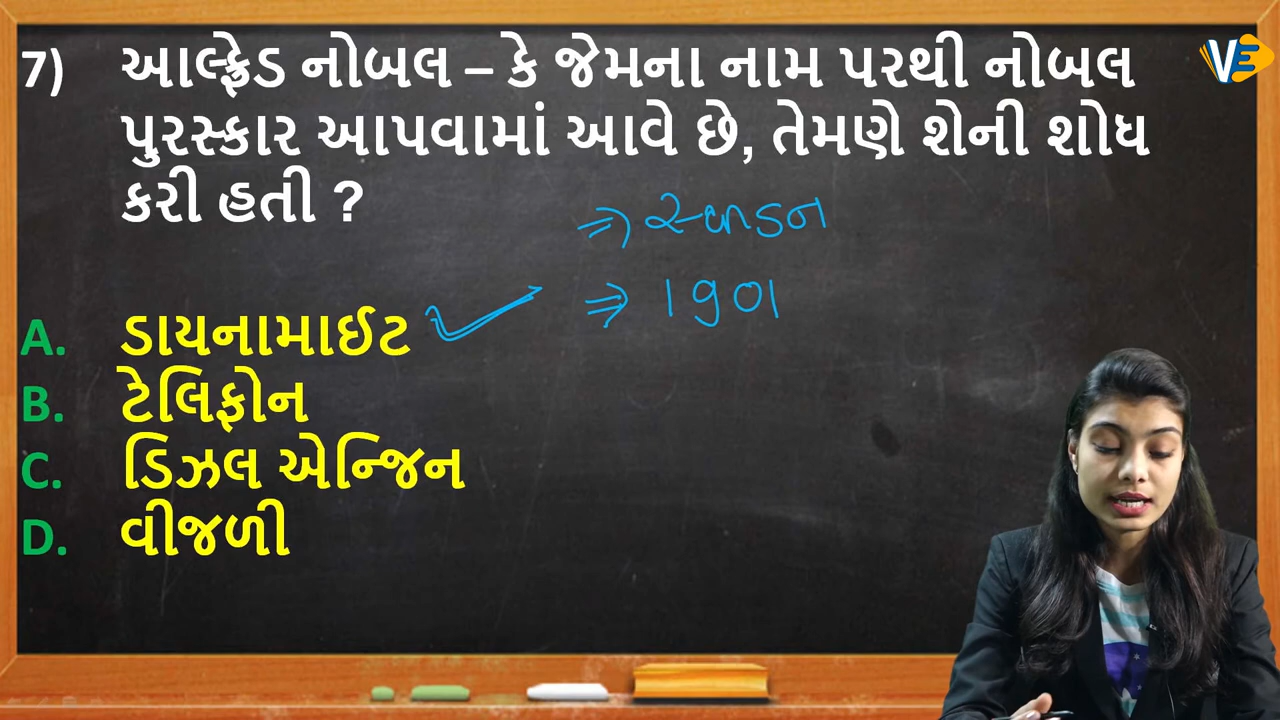 7) આલ્ફ્રેડ નોબલ – કે જેમના નામ પરથી નોબલ
પુરસ્કાર આપવામાં આવે છે, તેમણે શેની શોધ
કરી હતી ?
⇒ સ્વીડન
⇒ 1901
A. ડાયનામાઈટ
B. ટેલિફોન
C. ડિઝલ એન્જિન
D. વીજળી
VE